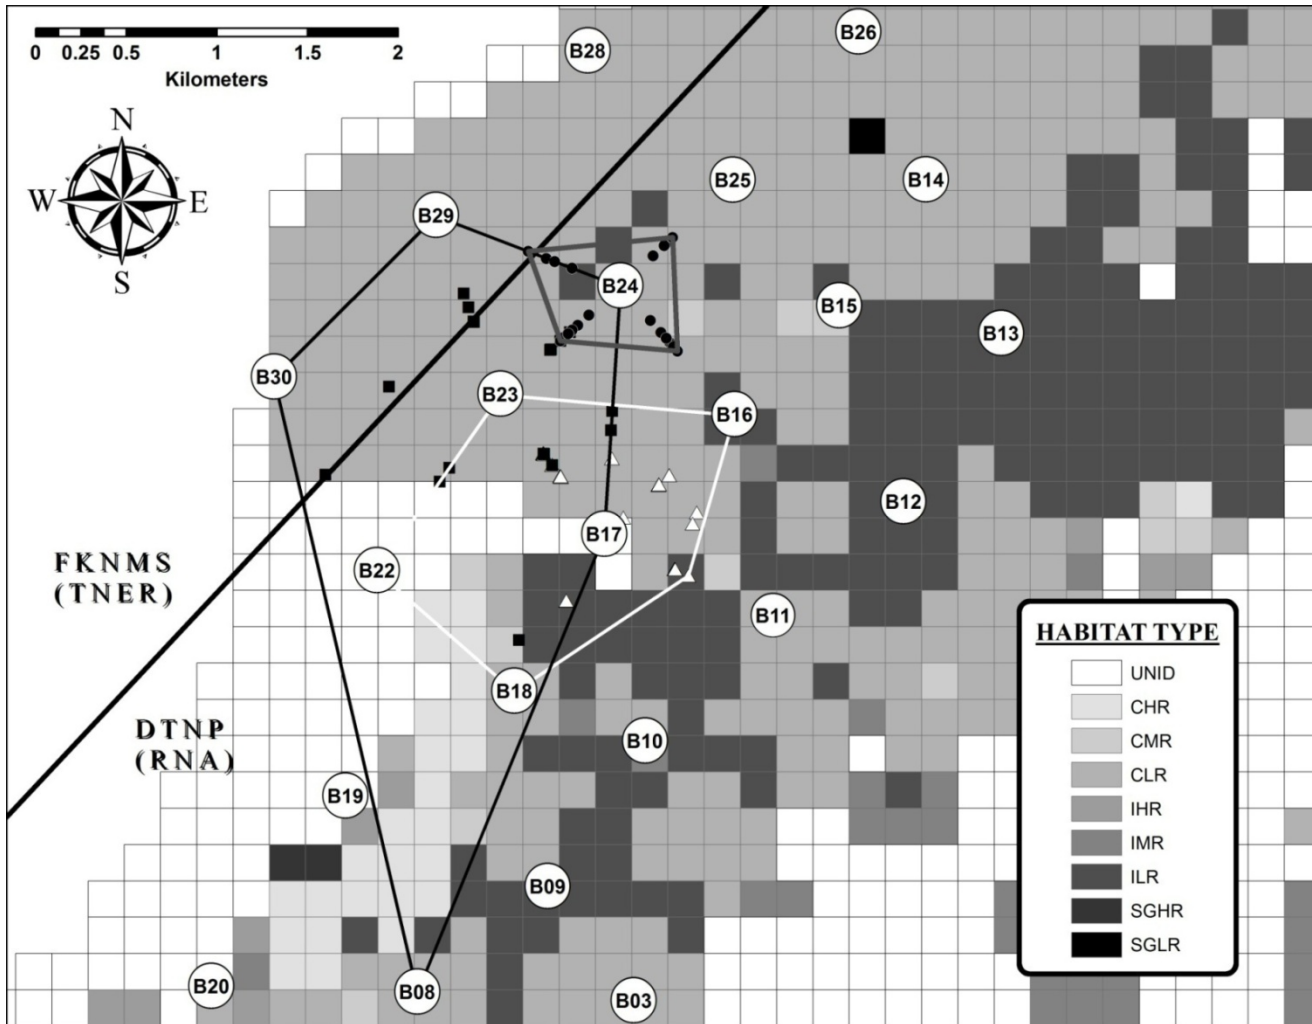 0 0.25 0.5 1 1.5 2
Kilometers
N
W E
S
B28
B26
B25
B14
B29
B24
B15
B13
B30
B23
B16
B12
B17
B22
FKNMS
(TNER)
B11
B18
DTNP
(RNA)
B10
B19
B09
B20
B08
B03
HABITAT TYPE
UNID
CHR
CMR
CLR
IHR
IMR
ILR
SGHR
SGLR